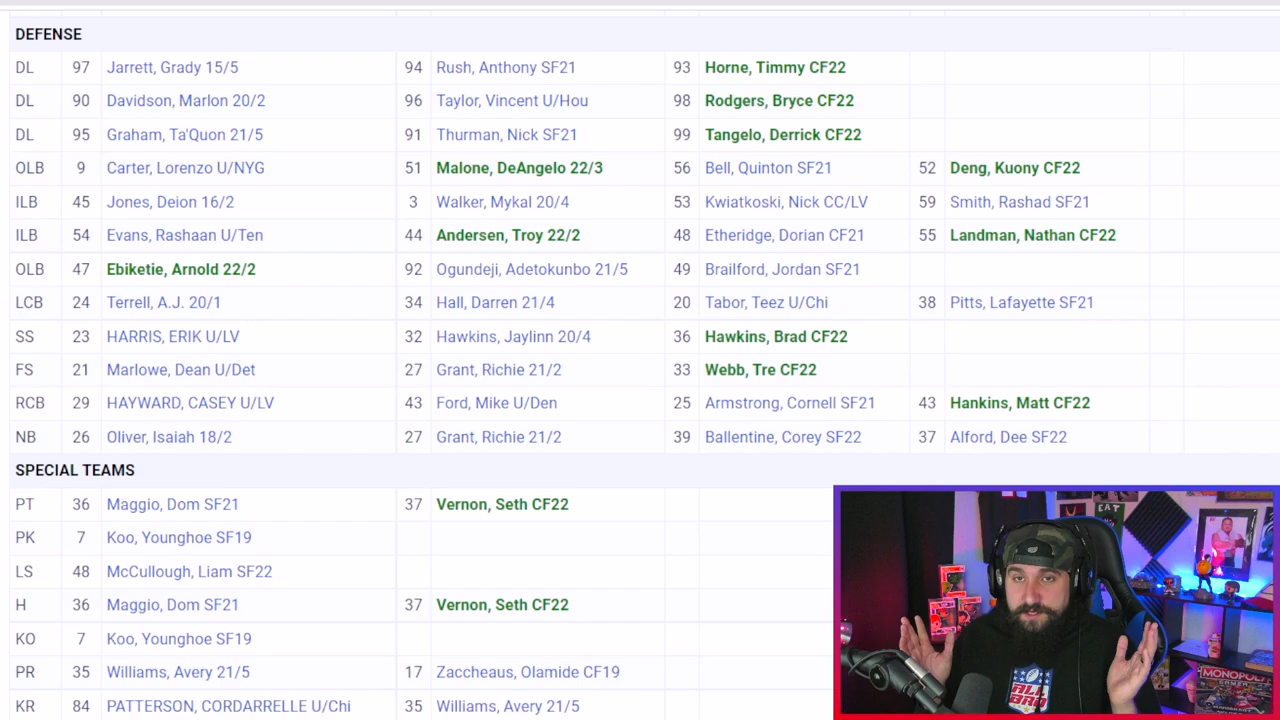 DEFENSE
DL 97 Jarrett, Grady 15/5 94 Rush, Anthony SF21 93 Horne, Timmy CF22
DL 90 Davidson, Marlon 20/2 96 Taylor, Vincent U/Hou 98 Rodgers, Bryce CF22
DL 95 Graham, Ta'Quon 21/5 91 Thurman, Nick SF21 99 Tangelo, Derrick CF22
OLB 9 Carter, Lorenzo U/NYG 51 Malone, DeAngelo 22/3 56 Bell, Quinton SF21 52 Deng, Kuony CF22
ILB 45 Jones, Deion 16/2 3 Walker, Mykal 20/4 53 Kwiatkoski, Nick CC/LV 59 Smith, Rashad SF21
ILB 54 Evans, Rashaan U/Ten 44 Andersen, Troy 22/2 48 Etheridge, Dorian CF21 55 Landman, Nathan CF22
OLB 47 Ebiketie, Arnold 22/2 92 Ogundeji, Adetokunbo 21/5 49 Brailford, Jordan SF21
LCB 24 Terrell, A.J. 20/1 34 Hall, Darren 21/4 20 Tabor, Teez U/Chi 38 Pitts, Lafayette SF21
SS 23 HARRIS, ERIK U/LV 32 Hawkins, Jaylinn 20/4 36 Hawkins, Brad CF22
FS 21 Marlowe, Dean U/Det 27 Grant, Richie 21/2 33 Webb, Tre CF22
RCB 29 HAYWARD, CASEY U/LV 43 Ford, Mike U/Den 25 Armstrong, Cornell SF21 43 Hankins, Matt CF22
NB 26 Oliver, Isaiah 18/2 27 Grant, Richie 21/2 39 Ballentine, Corey SF22 37 Alford, Dee SF22
SPECIAL TEAMS
PT 36 Maggio, Dom SF21 37 Vernon, Seth CF22
PK 7 Koo, Younghoe SF19
LS 48 McCullough, Liam SF22
H 36 Maggio, Dom SF21 37 Vernon, Seth CF22
KO 7 Koo, Younghoe SF19
PR 35 Williams, Avery 21/5 17 Zaccheaus, Olamide CF19
KR 84 PATTERSON, CORDARRELLE U/Chi 35 Williams, Avery 21/5
EAT
ALL
MONOPOLY
GAMER